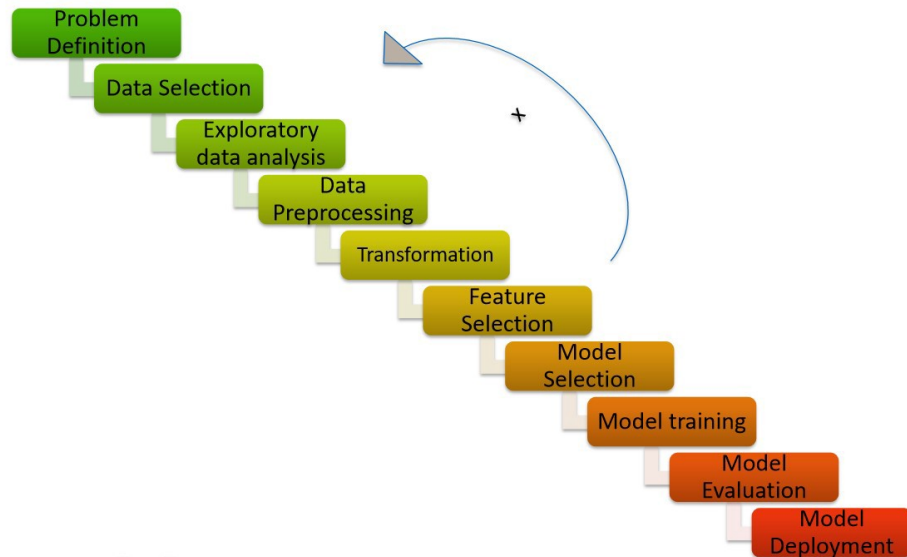 Problem
Definition
Data Selection
Exploratory
data analysis
Data
Preprocessing
Transformation
Feature
Selection
Model
Selection
Model training
Model
Evaluation
Model
Deployment
x